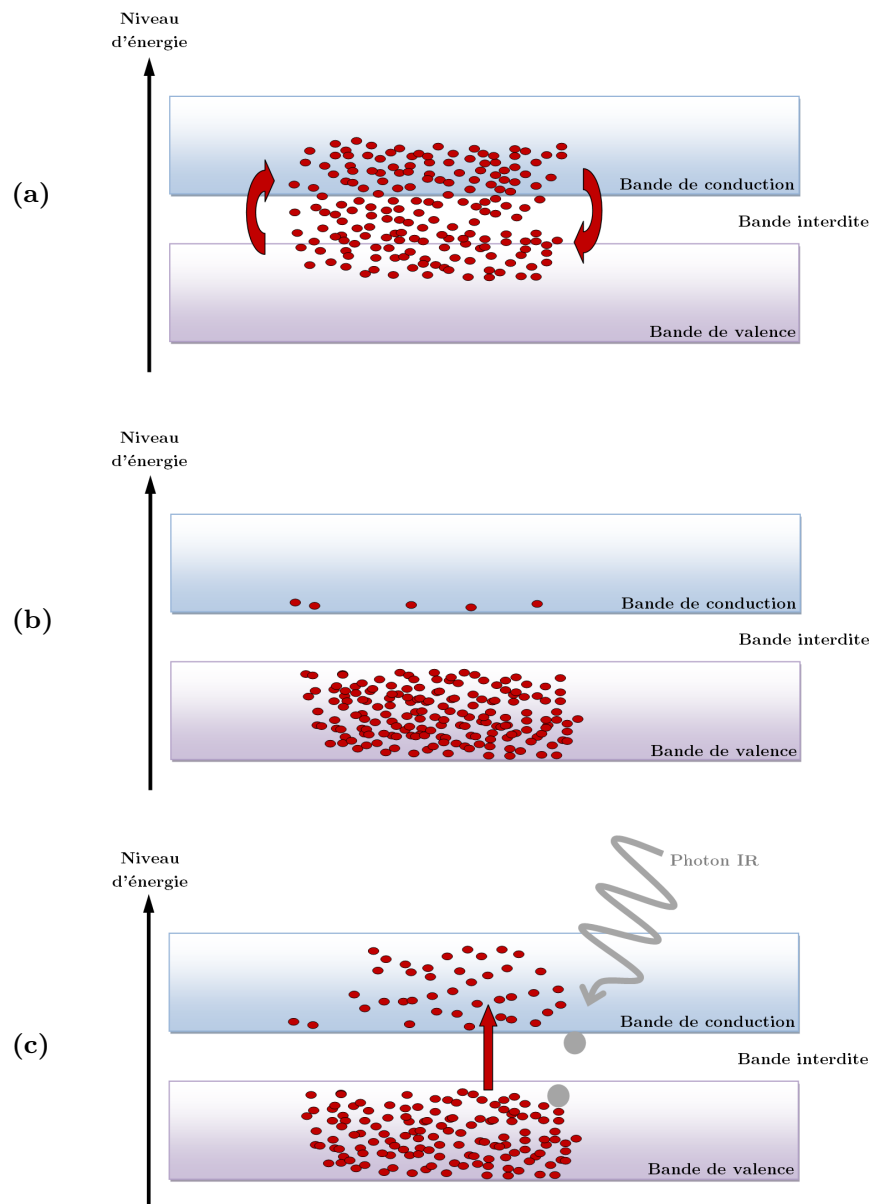 Niveau
d'énergie
(a)
Bande de conduction
Bande interdite
Bande de valence
Niveau
d'énergie
(b)
Bande de conduction
Bande interdite
Bande de valence
Niveau
d'énergie
Photon IR
(c)
Bande de conduction
Bande interdite
Bande de valence